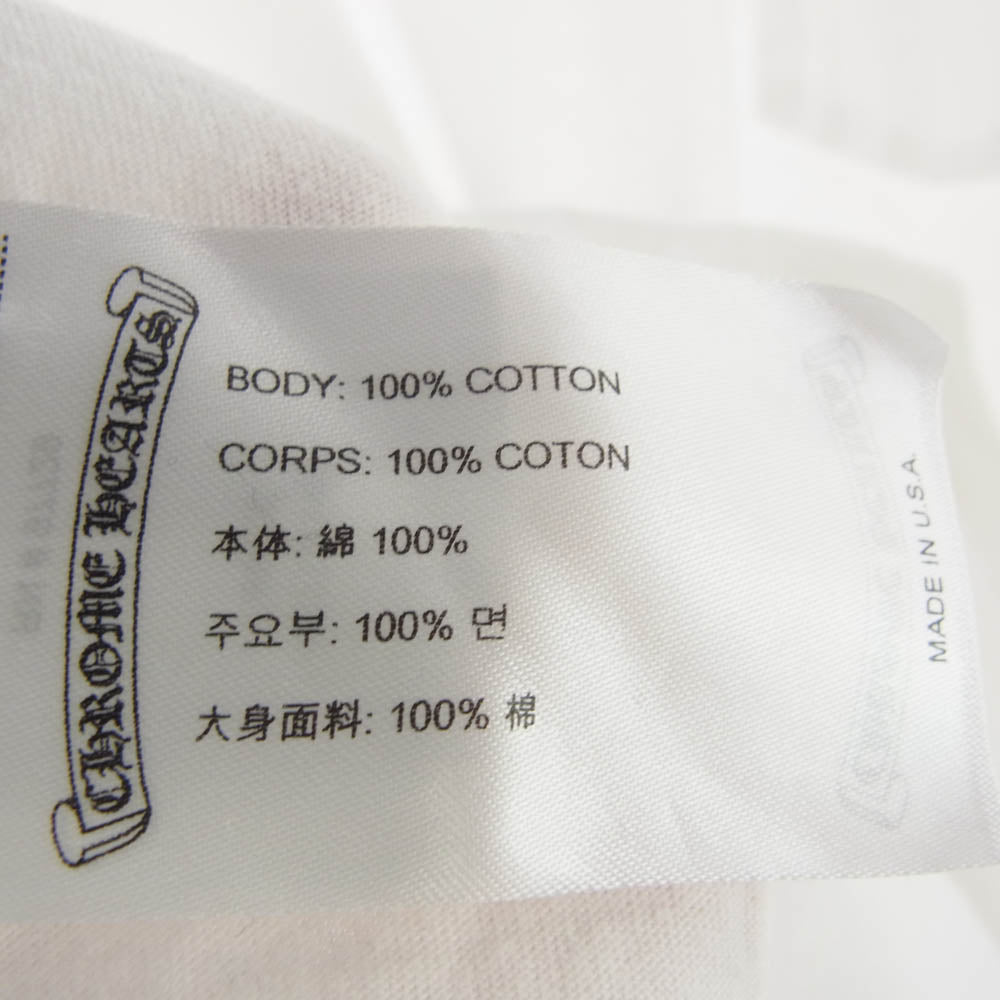 CHROME HEARTS
BODY: 100% COTTON
CORPS: 100% COTON
本体: 綿 100%
주요부: 100% 면
大身面料: 100% 棉
MADE IN U.S.A.